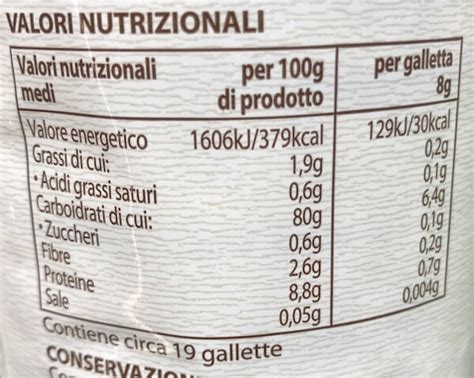 VALORI NUTRIZIONALI
Valori nutrizionali medi per 100g di prodotto per galletta 8g
Valore energetico 1606kJ/379kcal 129kJ/30kcal
Grassi di cui: 1,9g 0,2g
• Acidi grassi saturi 0,6g 0,1g
Carboidrati di cui: 80g 6,4g
• Zuccheri 0,6g 0,1g
Fibre 2,6g 0,2g
Proteine 8,8g 0,7g
Sale 0,05g 0,004g
Contiene circa 19 gallette